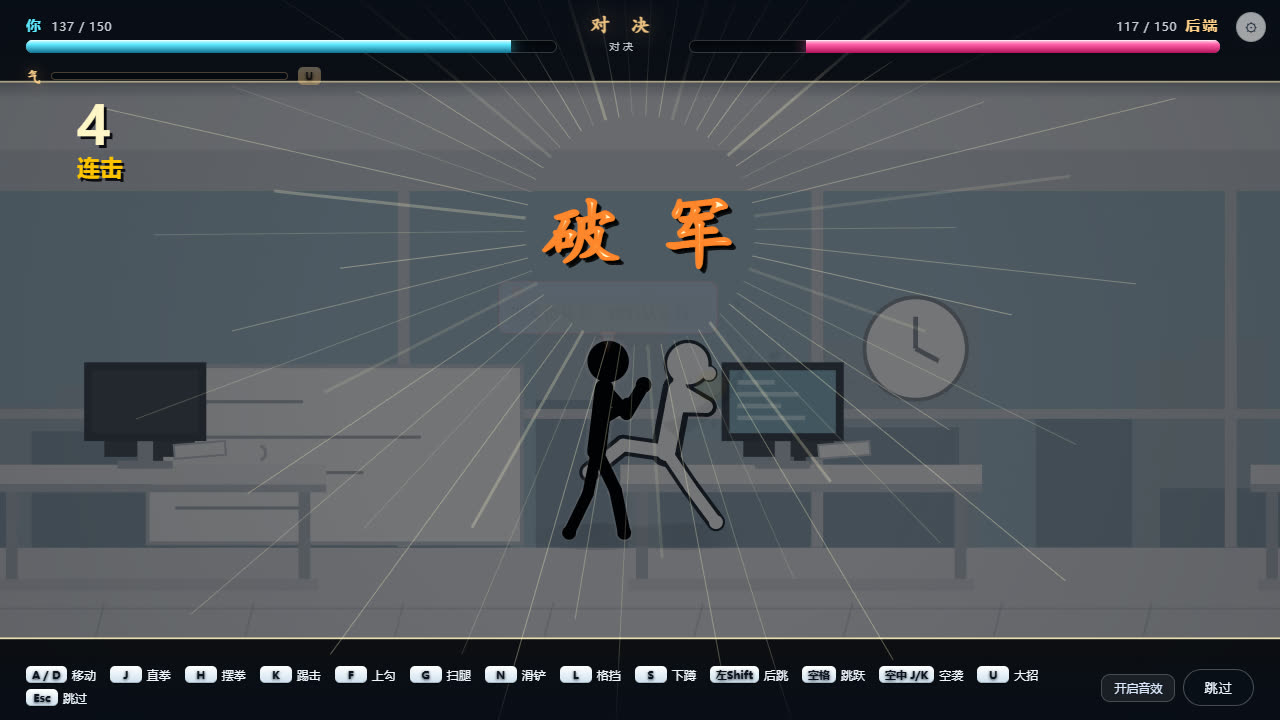 你 137 / 150
对 决
对决
117 / 150 后端
气 U
4
连击
破 军
A / D 移动 J 直拳 H 摆拳 K 踢击 F 上勾 G 扫腿 N 滑铲 L 格挡 S 下蹲 左Shift 后跳 空格 跳跃 空中 J/K 空袭 U 大招
Esc 跳过
开启音效 跳过